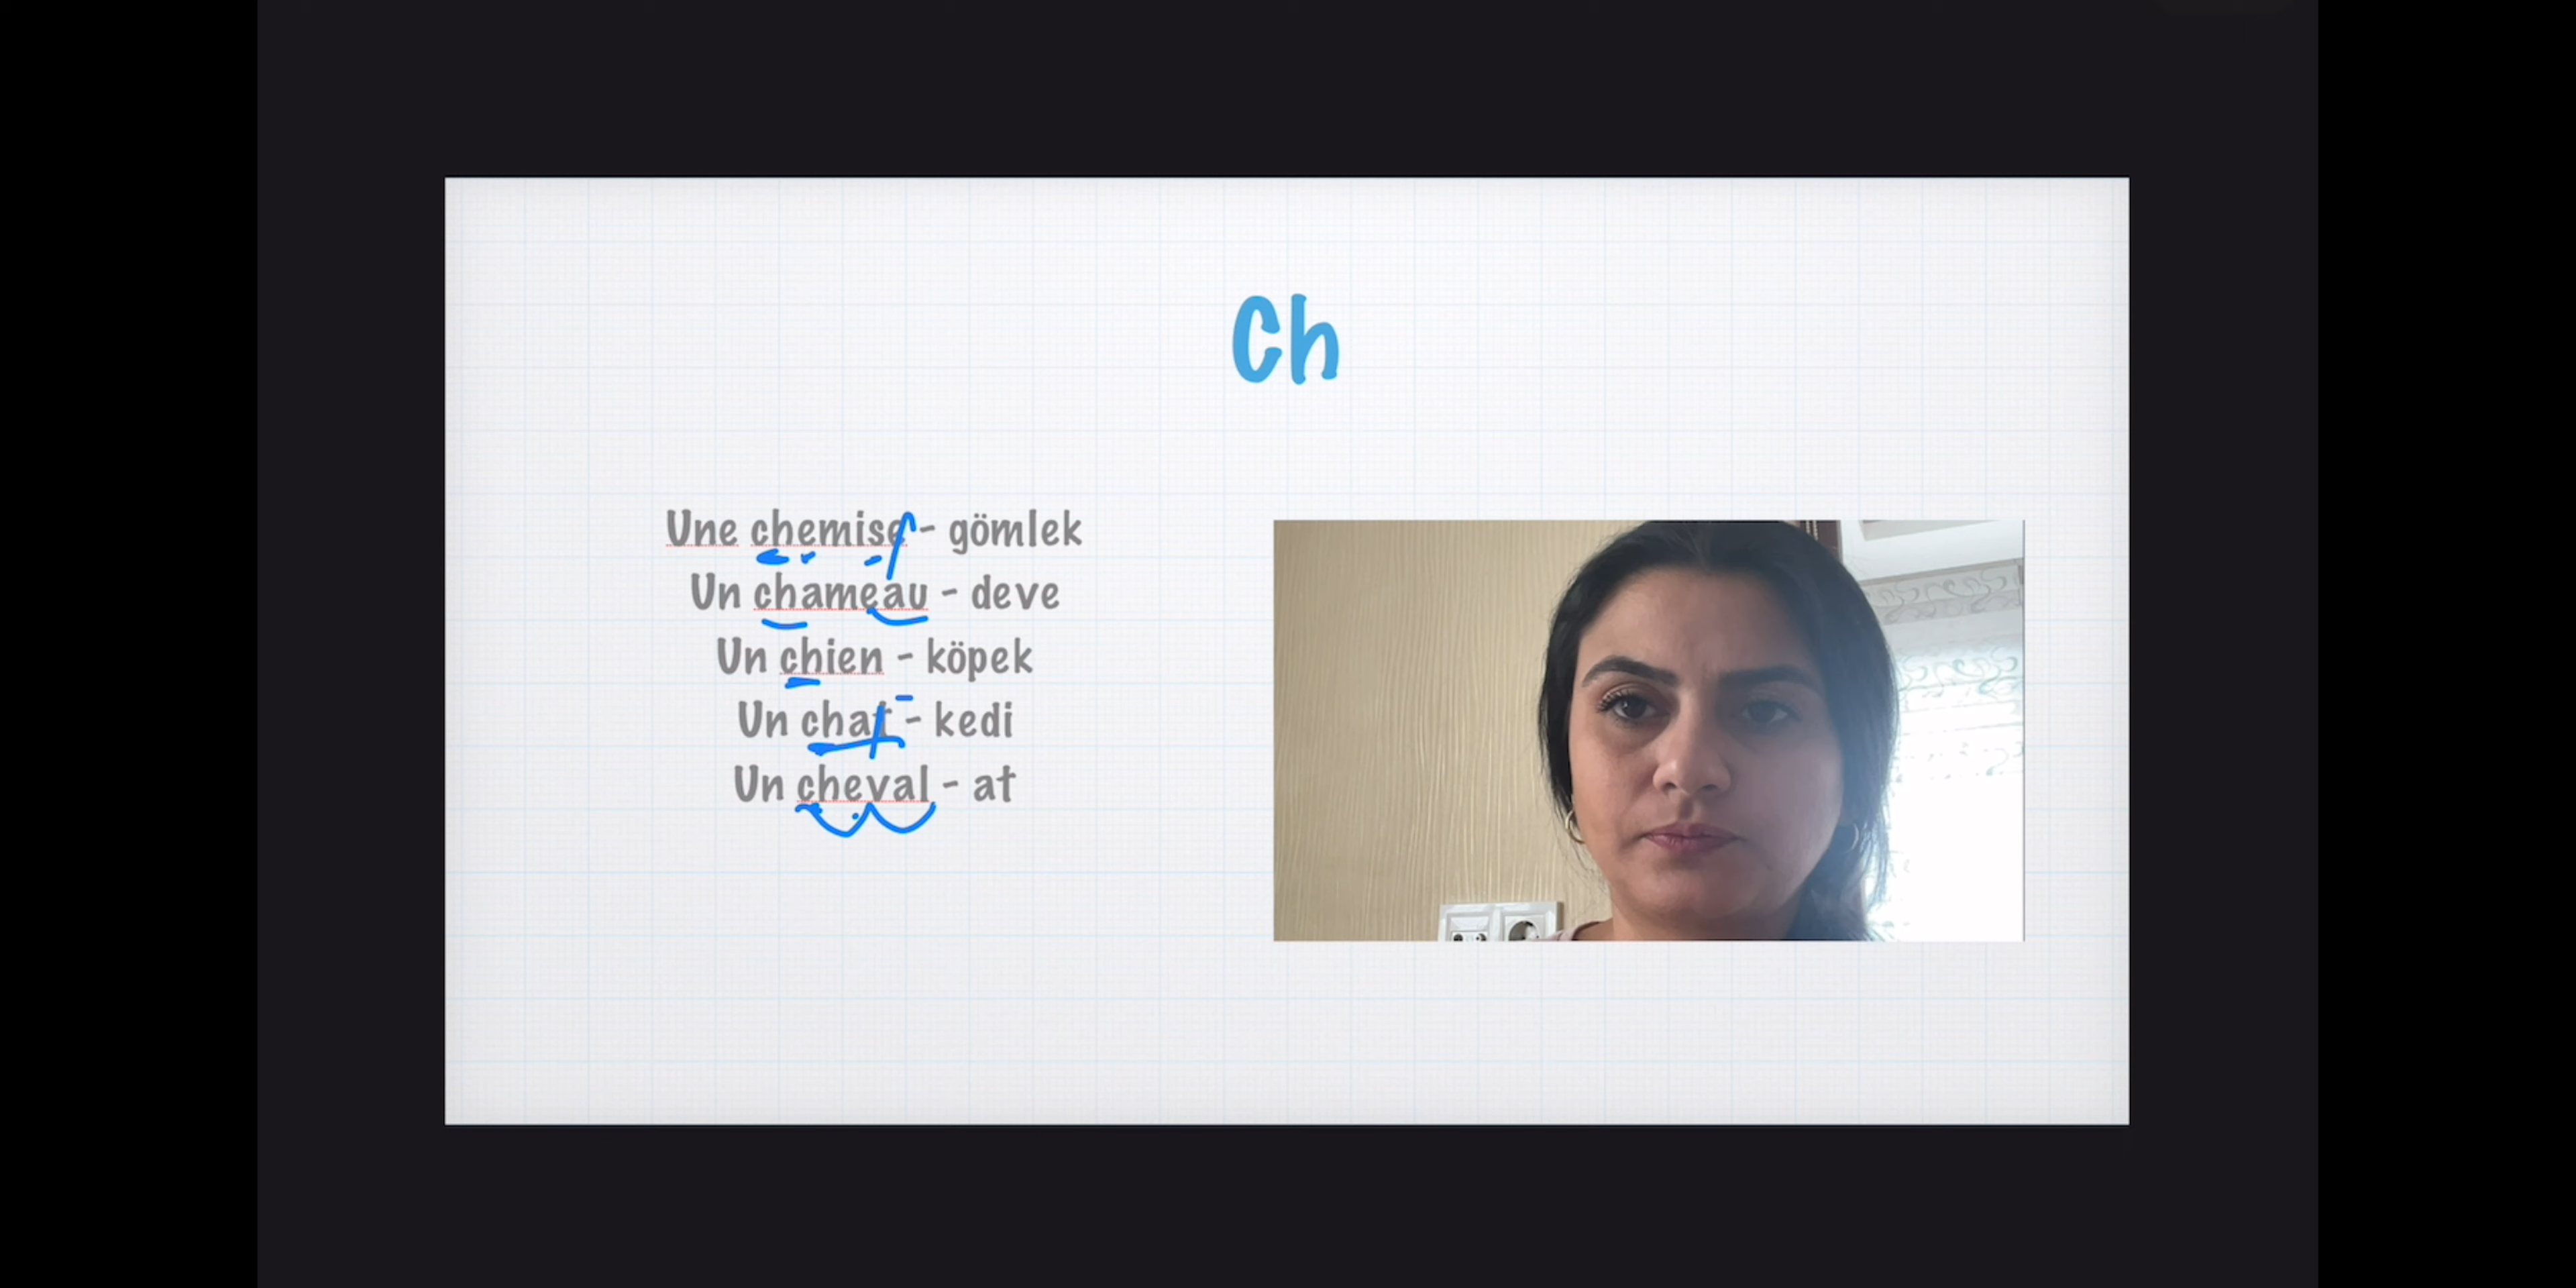 Ch
Une chemise - gömlek
Un chameau - deve
Un chien - köpek
Un chat - kedi
Un cheval - at